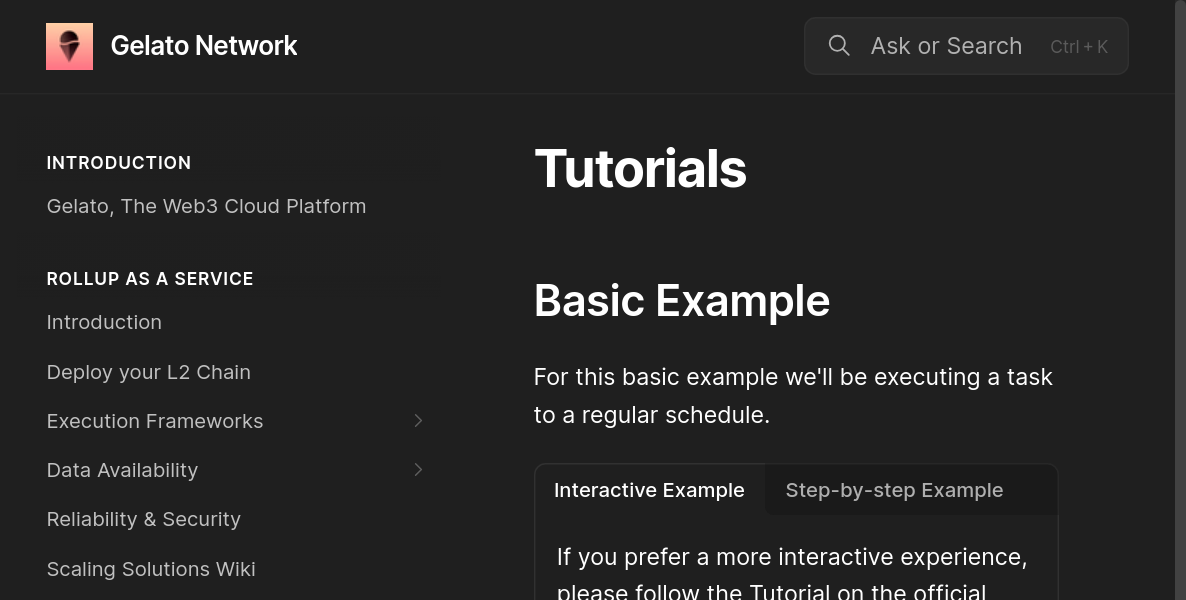 Gelato Network
Ask or Search Ctrl + K
INTRODUCTION
Gelato, The Web3 Cloud Platform
ROLLUP AS A SERVICE
Introduction
Deploy your L2 Chain
Execution Frameworks
Data Availability
Reliability & Security
Scaling Solutions Wiki
Tutorials
Basic Example
For this basic example we'll be executing a task
to a regular schedule.
Interactive Example Step-by-step Example
If you prefer a more interactive experience,
please follow the Tutorial on the official